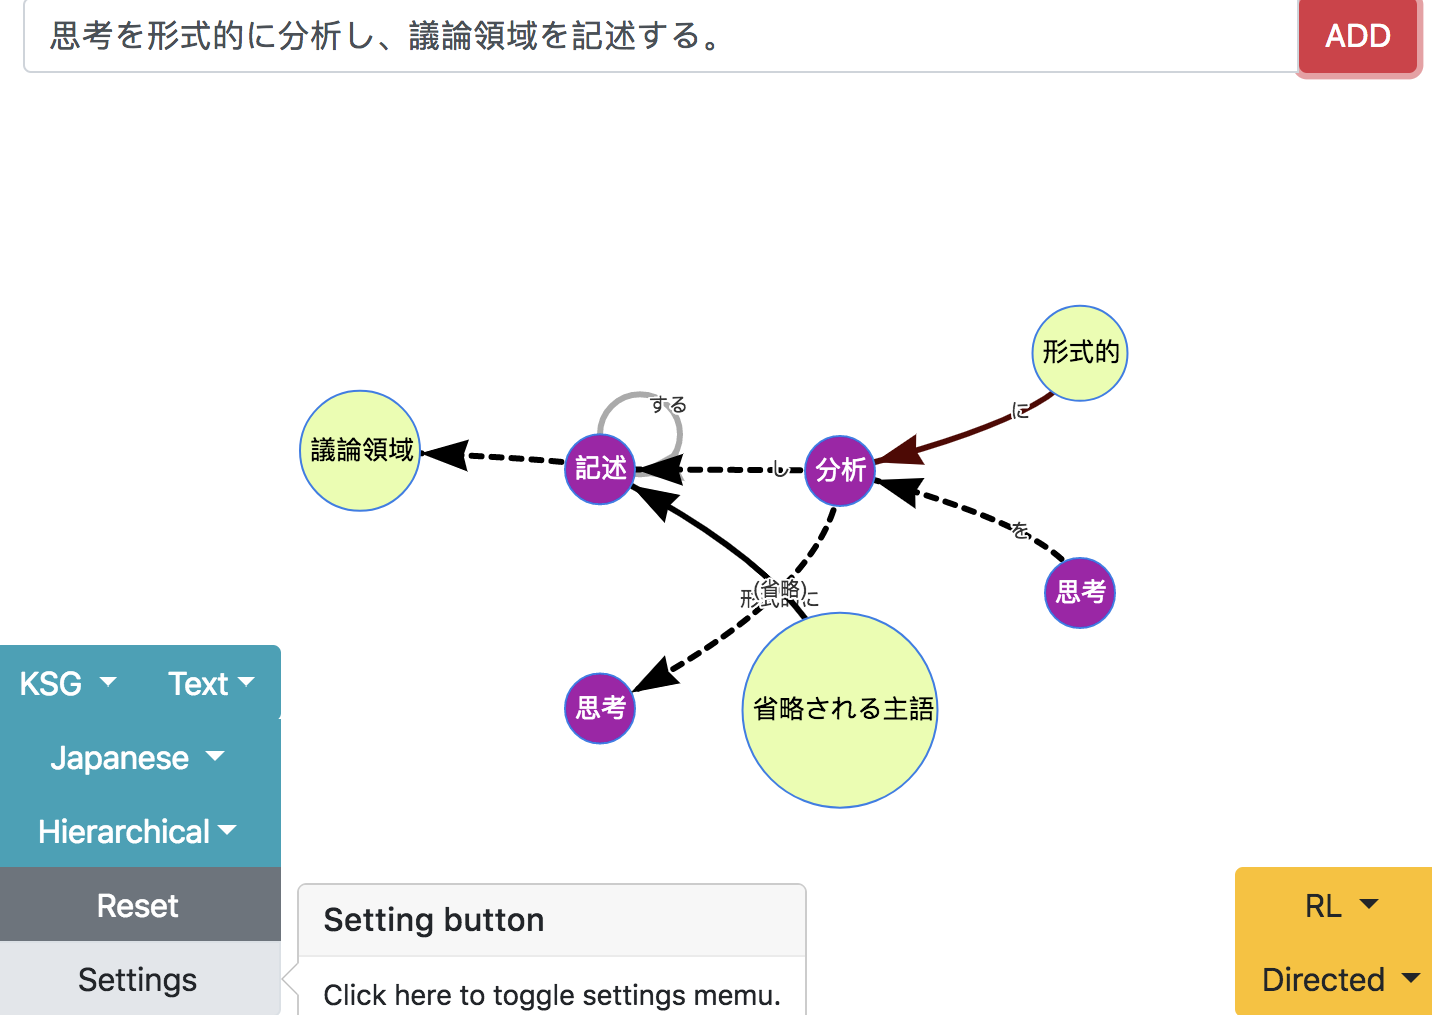 思考を形式的に分析し、議論領域を記述する。
ADD
形式的
に
する
議論領域
記述
し
分析
を
思考
(省略)
形式的に
思考
省略される主語
KSG
Text
Japanese
Hierarchical
Reset
Settings
Setting button
Click here to toggle settings memu.
RL
Directed